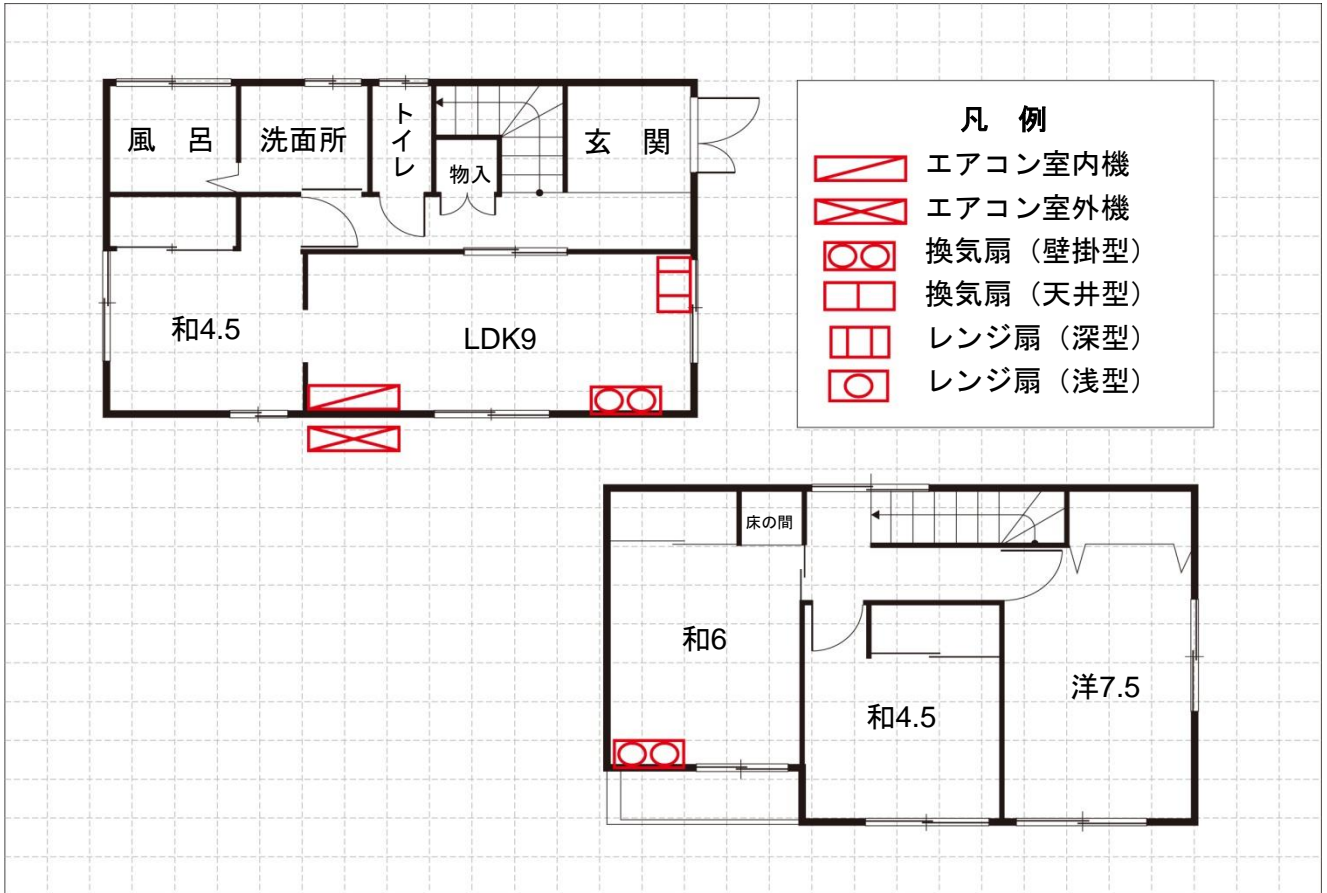 風　呂
洗面所
トイレ
物入
玄　関
和4.5
LDK9
凡　例
エアコン室内機
エアコン室外機
換気扇（壁掛型）
換気扇（天井型）
レンジ扇（深型）
レンジ扇（浅型）
床の間
和6
和4.5
洋7.5